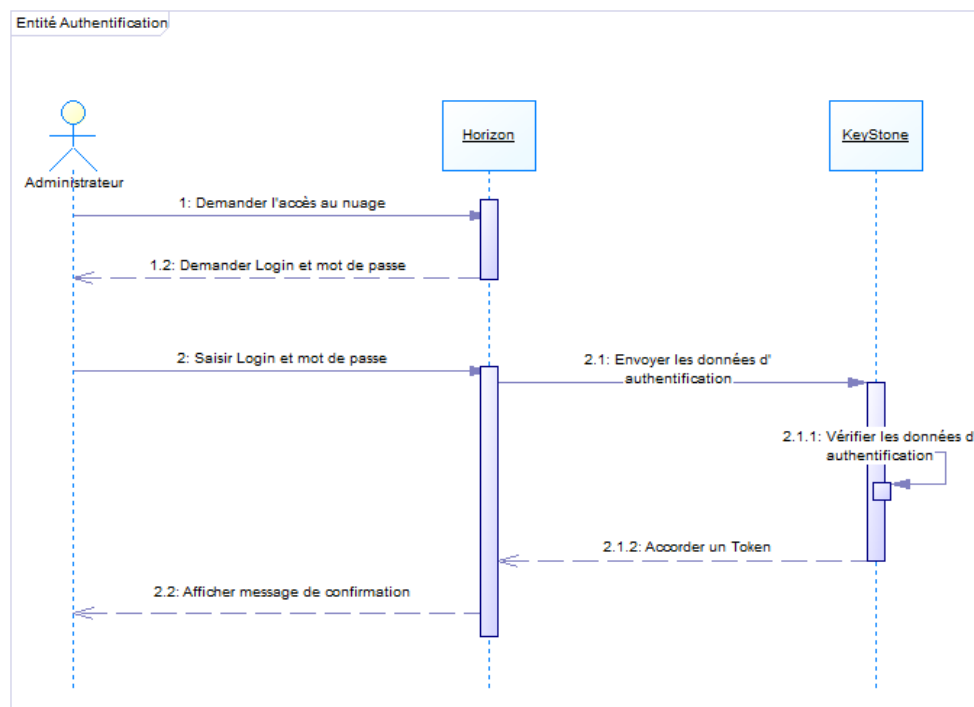 Entité Authentification
Horizon
KeyStone
Administrateur
1: Demander l'accès au nuage
1.2: Demander Login et mot de passe
2: Saisir Login et mot de passe
2.1: Envoyer les données d'
authentification
2.1.1: Vérifier les données d
authentification
2.1.2: Accorder un Token
2.2: Afficher message de confirmation